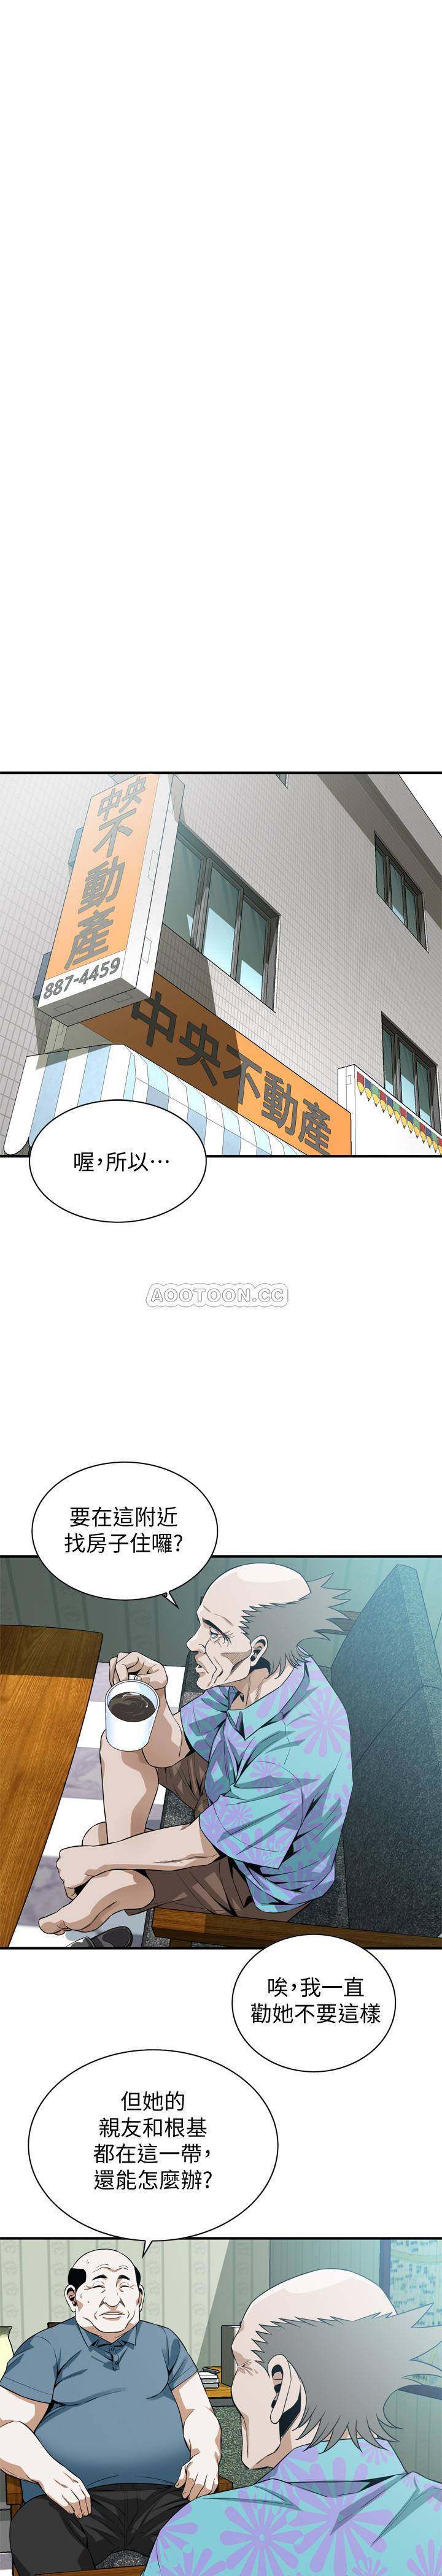 中央
不動產
887-4459
中央不動產
喔，所以…
AOOTOON.CC
要在這附近
找房子住囉?
唉，我一直
勸她不要這樣
但她的
親友和根基
都在這一帶，
還能怎麼辦?